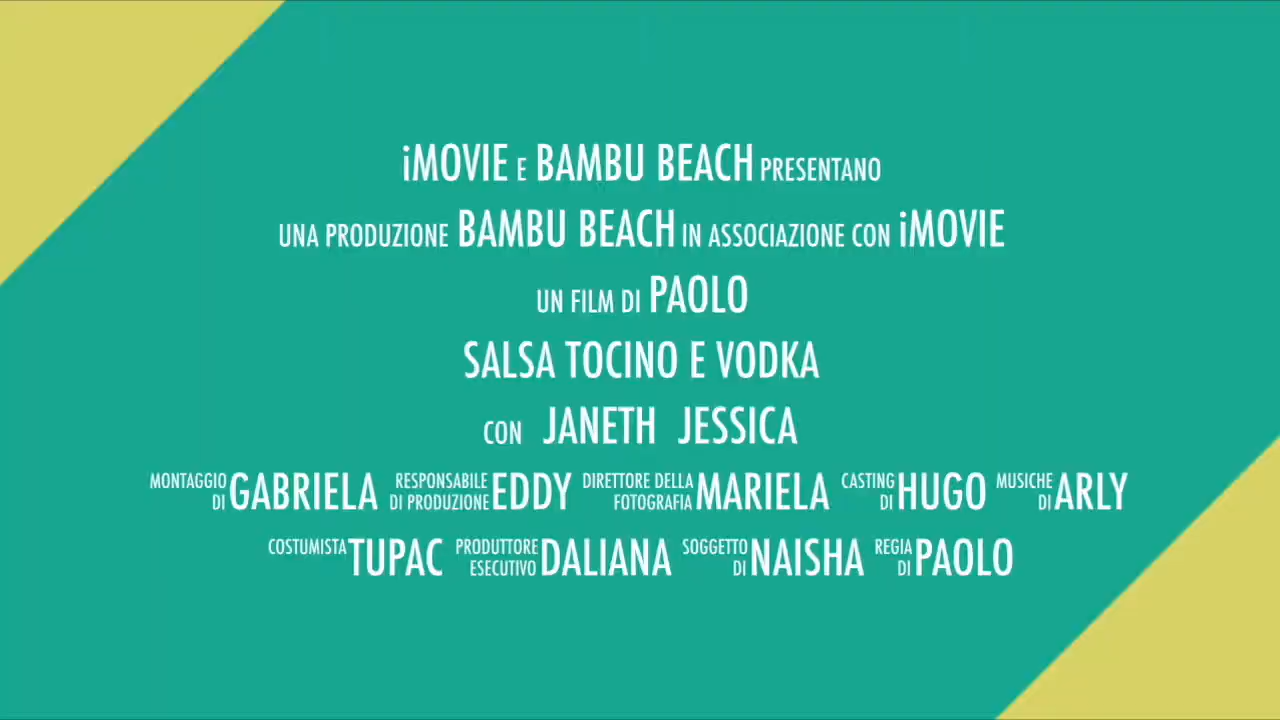 iMOVIE E BAMBU BEACH PRESENTANO
UNA PRODUZIONE BAMBU BEACH IN ASSOCIAZIONE CON iMOVIE
UN FILM DI PAOLO
SALSA TOCINO E VODKA
CON JANETH JESSICA
MONTAGGIO DI GABRIELA RESPONSABILE DI PRODUZIONE EDDY DIRETTORE DELLA FOTOGRAFIA MARIELA CASTING DI HUGO MUSICHE DI ARLY
COSTUMISTA TUPAC PRODUTTORE ESECUTIVO DALIANA SOGGETTO DI NAISHA REGIA DI PAOLO